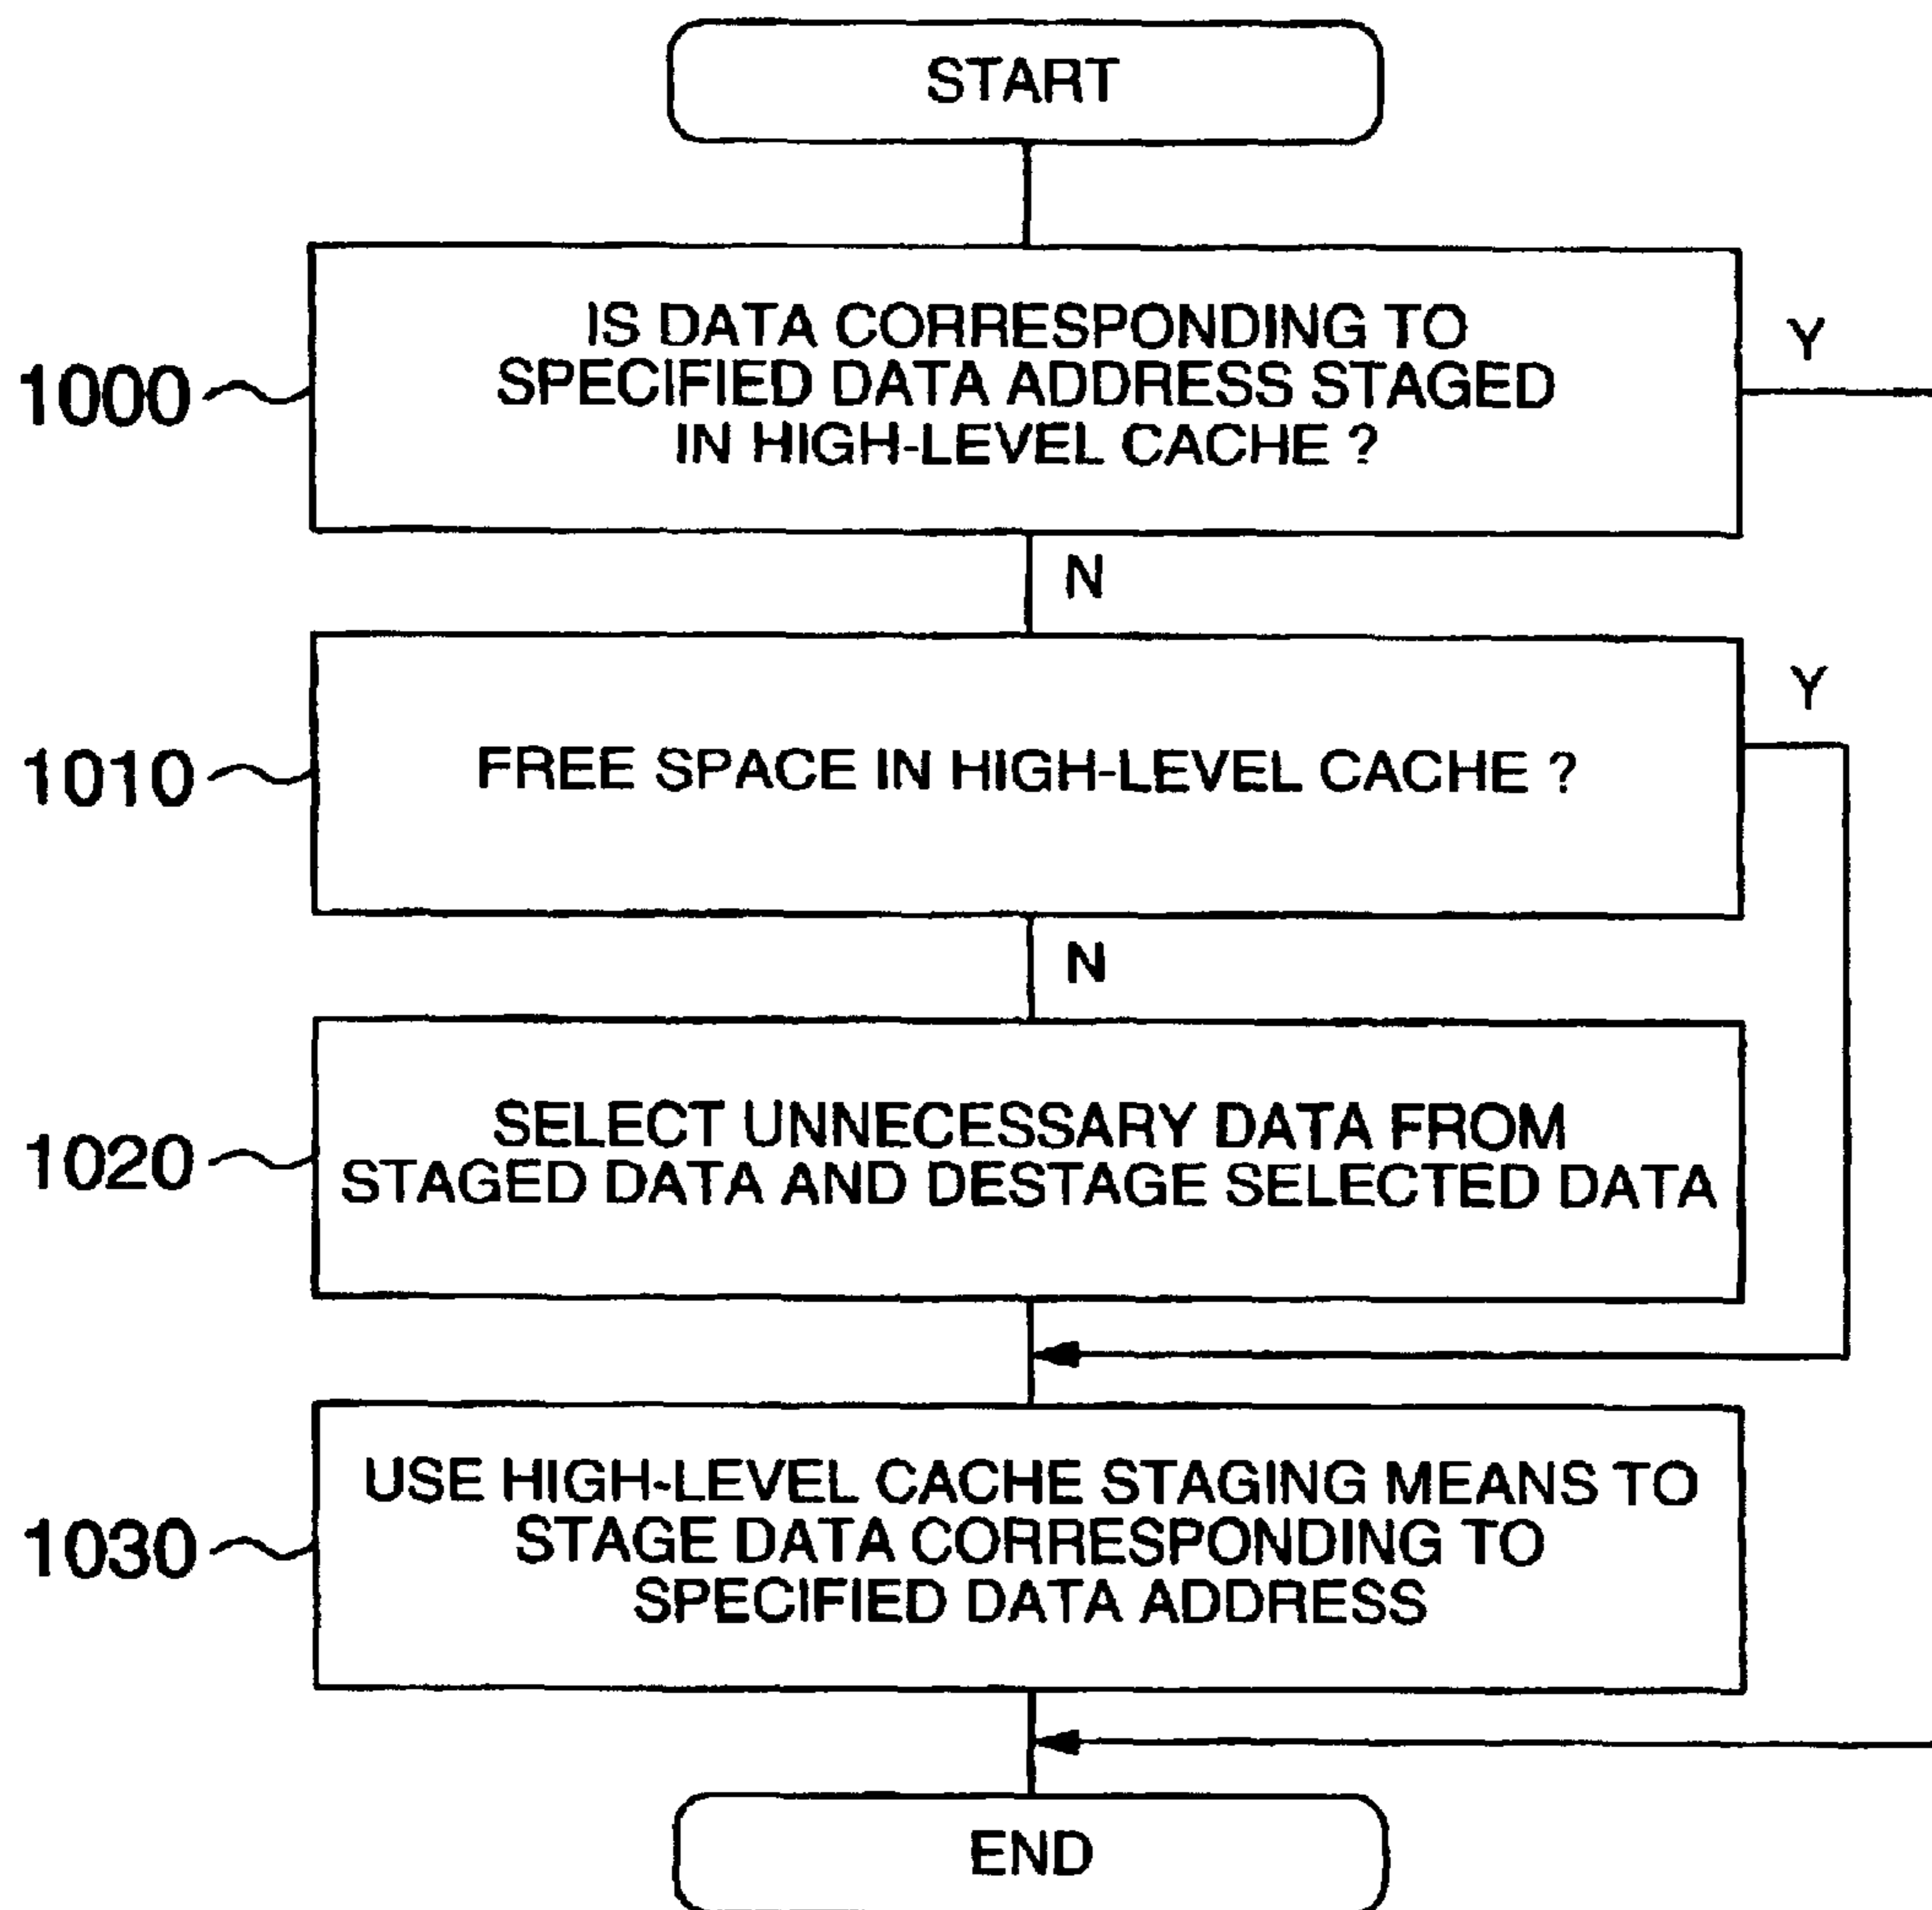 START
IS DATA CORRESPONDING TO
SPECIFIED DATA ADDRESS STAGED
IN HIGH-LEVEL CACHE ?
Y
1000
N
FREE SPACE IN HIGH-LEVEL CACHE ?
Y
1010
N
SELECT UNNECESSARY DATA FROM
STAGED DATA AND DESTAGE SELECTED DATA
1020
USE HIGH-LEVEL CACHE STAGING MEANS TO
STAGE DATA CORRESPONDING TO
SPECIFIED DATA ADDRESS
1030
END